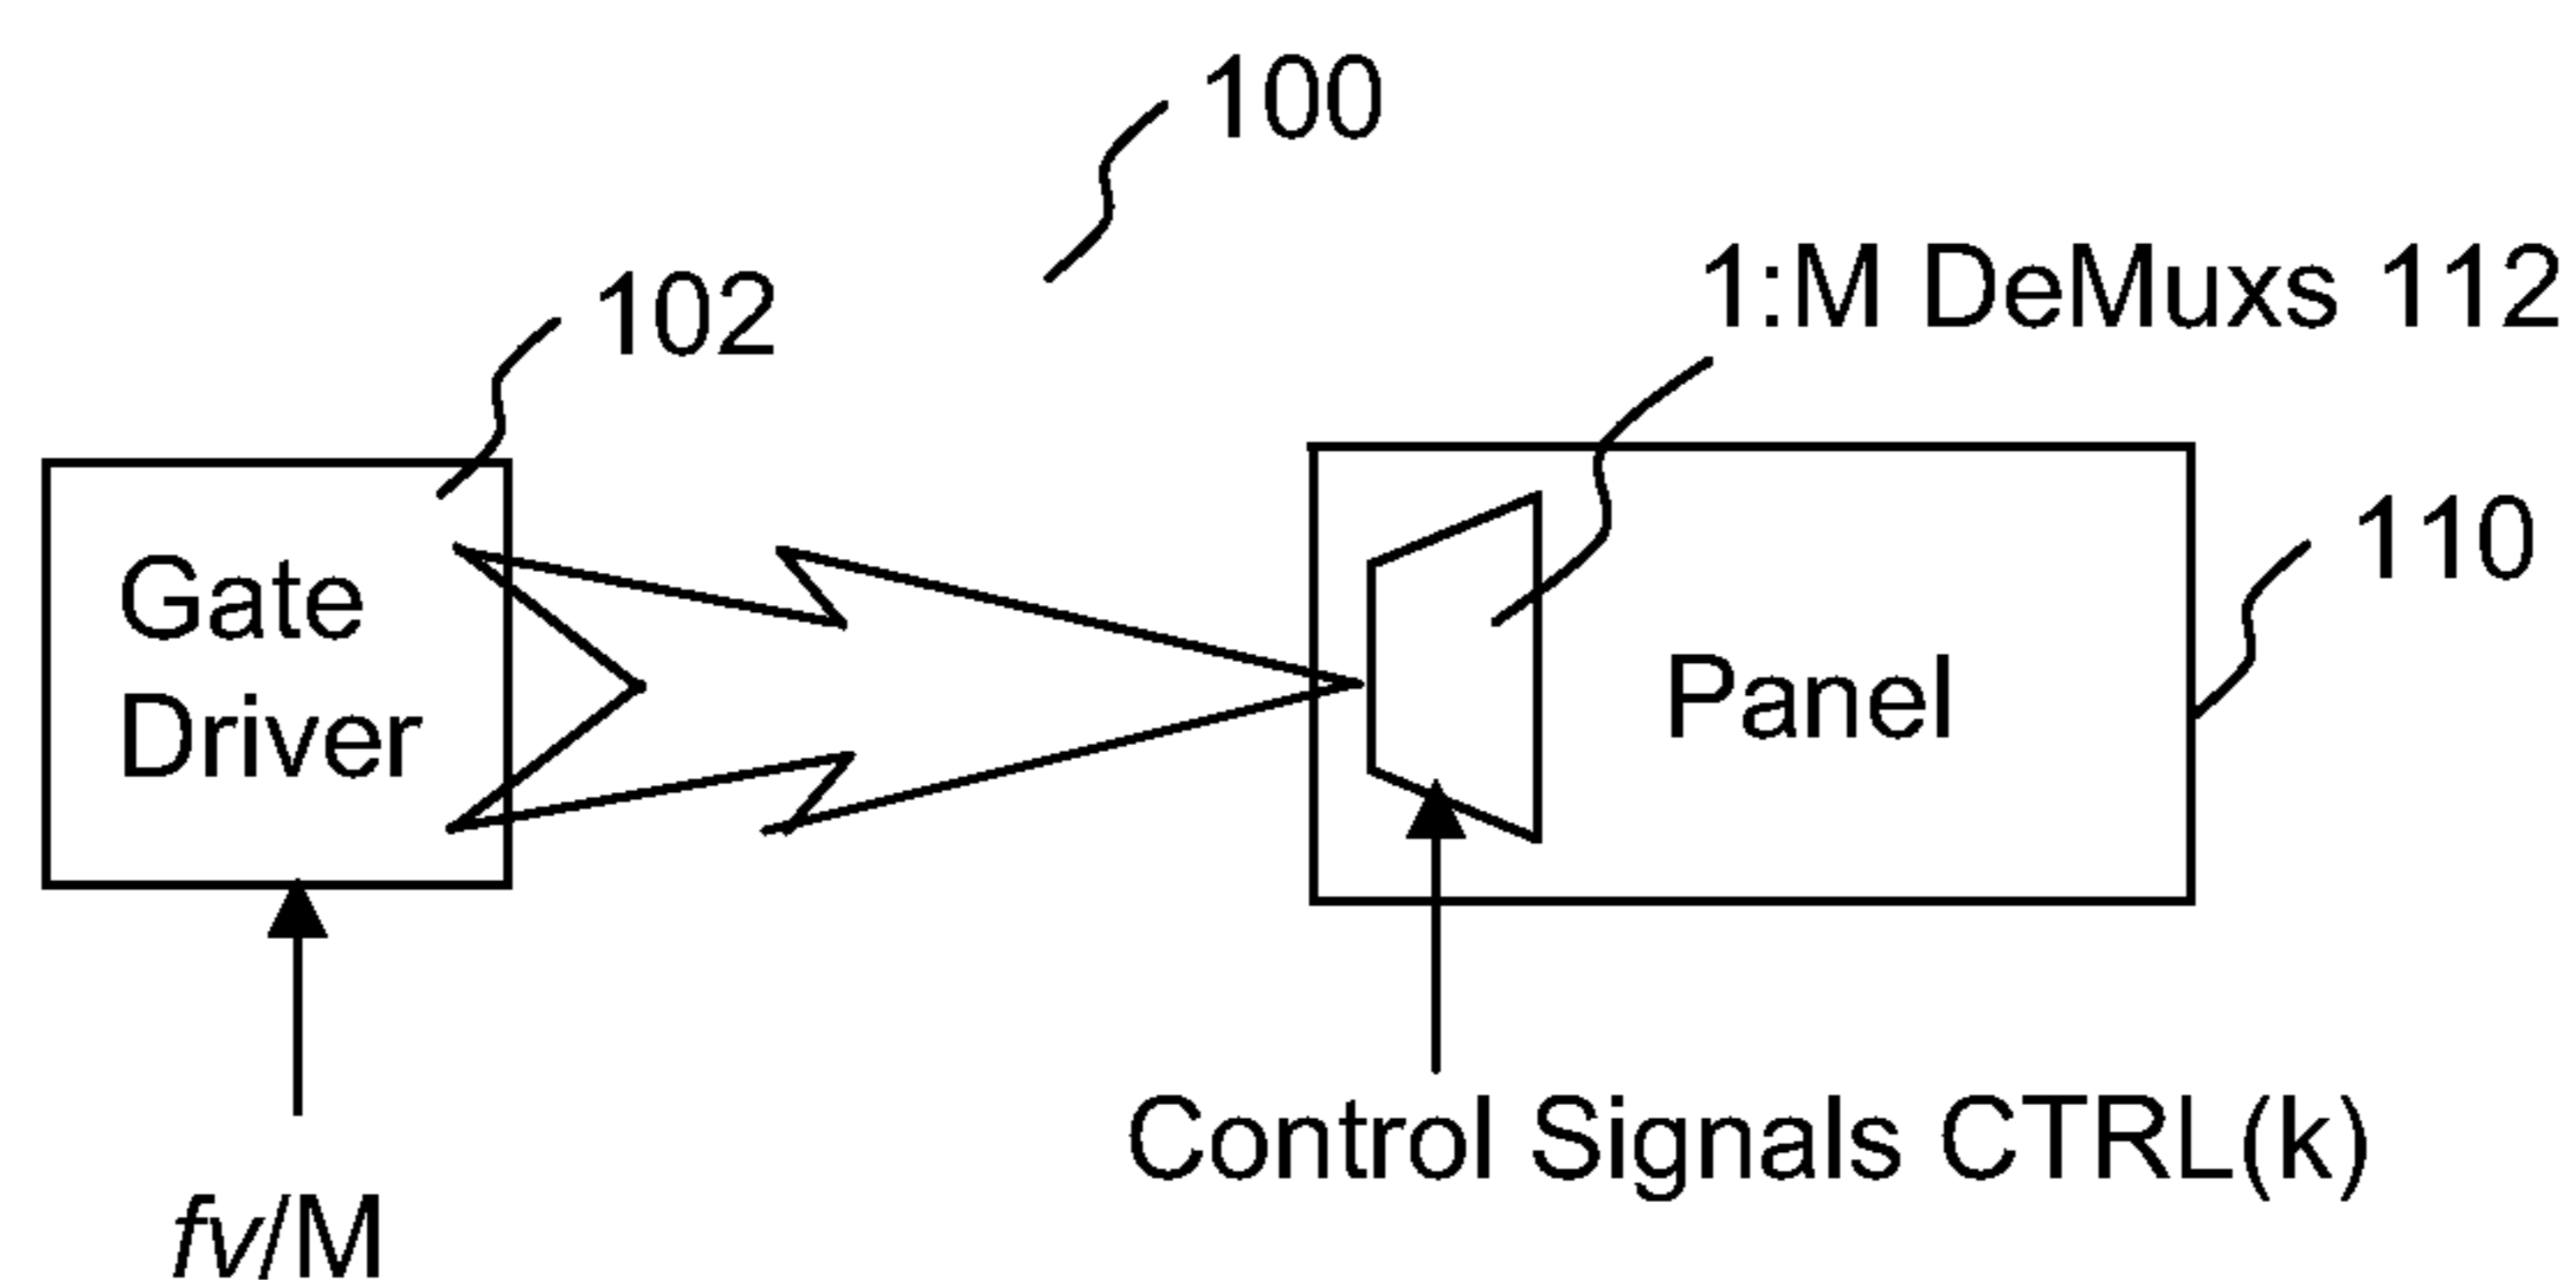 100
102
1:M DeMuxs 112
110
Gate
Driver
Panel
Control Signals CTRL(k)
fv/M